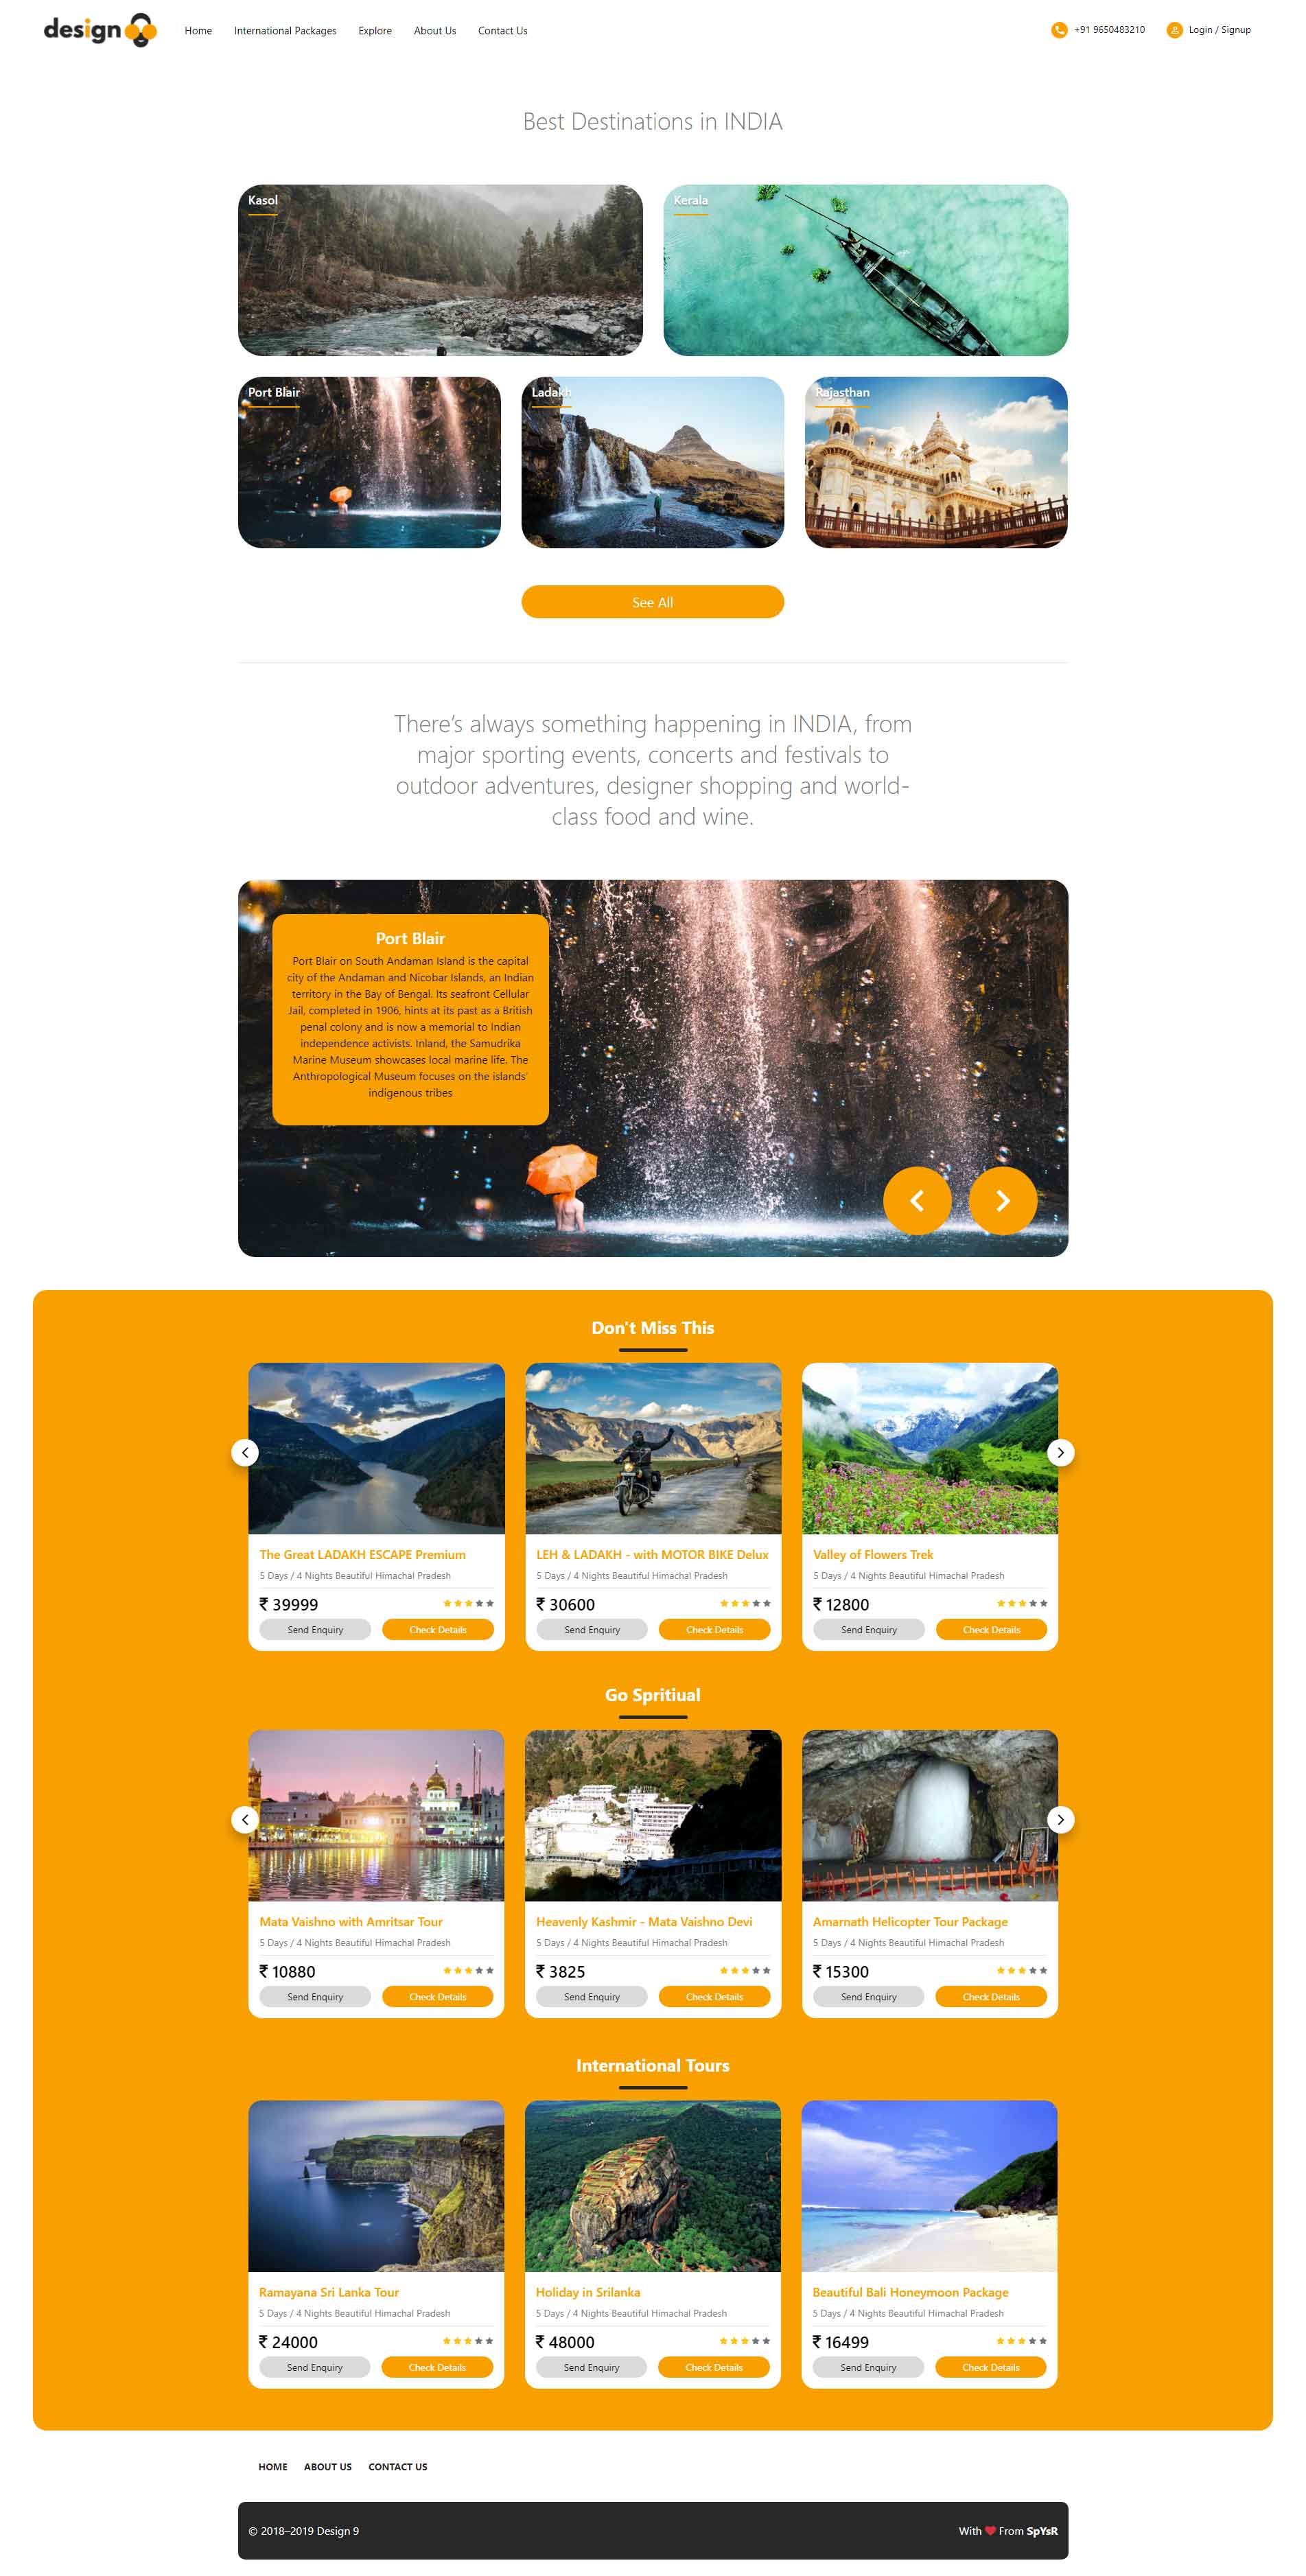 design
Home
International Packages
Explore
About Us
Contact Us
+91 9650483210
Login / Signup
Best Destinations in INDIA
Kasol
Kerala
Port Blair
Ladakh
Rajasthan
See All
There’s always something happening in INDIA, from
major sporting events, concerts and festivals to
outdoor adventures, designer shopping and world-
class food and wine.
Port Blair
Port Blair on South Andaman Island is the capital
city of the Andaman and Nicobar Islands, an Indian
territory in the Bay of Bengal. Its seafront Cellular
Jail, completed in 1906, hints at its past as a British
penal colony and is now a memorial to Indian
independence activists. Inland, the Samudrika
Marine Museum showcases local marine life. The
Anthropological Museum focuses on the islands'
indigenous tribes
Don't Miss This
The Great LADAKH ESCAPE Premium
5 Days / 4 Nights Beautiful Himachal Pradesh
₹ 39999
Send Enquiry
Check Details
LEH & LADAKH - with MOTOR BIKE Delux
5 Days / 4 Nights Beautiful Himachal Pradesh
₹ 30600
Send Enquiry
Check Details
Valley of Flowers Trek
5 Days / 4 Nights Beautiful Himachal Pradesh
₹ 12800
Send Enquiry
Check Details
Go Spritiual
Mata Vaishno with Amritsar Tour
5 Days / 4 Nights Beautiful Himachal Pradesh
₹ 10880
Send Enquiry
Check Details
Heavenly Kashmir - Mata Vaishno Devi
5 Days / 4 Nights Beautiful Himachal Pradesh
₹ 3825
Send Enquiry
Check Details
Amarnath Helicopter Tour Package
5 Days / 4 Nights Beautiful Himachal Pradesh
₹ 15300
Send Enquiry
Check Details
International Tours
Ramayana Sri Lanka Tour
5 Days / 4 Nights Beautiful Himachal Pradesh
₹ 24000
Send Enquiry
Check Details
Holiday in Srilanka
5 Days / 4 Nights Beautiful Himachal Pradesh
₹ 48000
Send Enquiry
Check Details
Beautiful Bali Honeymoon Package
5 Days / 4 Nights Beautiful Himachal Pradesh
₹ 16499
Send Enquiry
Check Details
HOME
ABOUT US
CONTACT US
© 2018–2019 Design 9
With ❤ From SpYsR